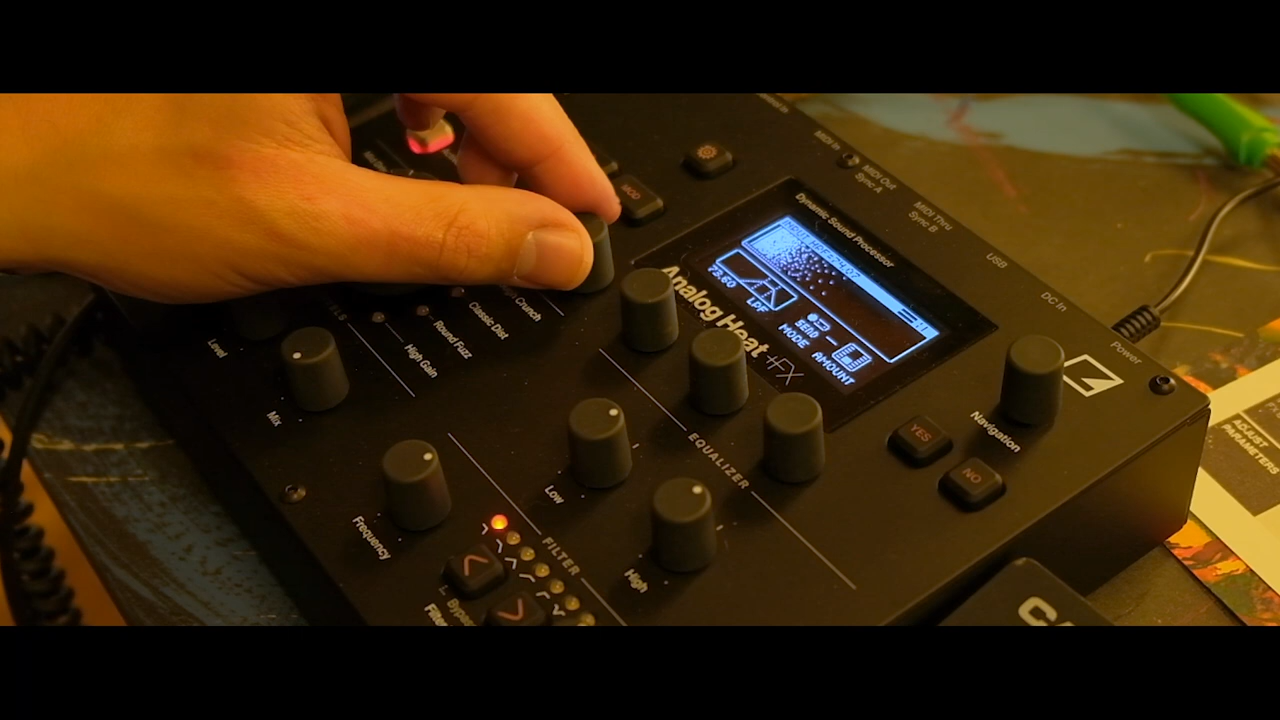 MIDI In
MIDI Out
Sync A
MIDI Thru
Sync B
USB
DC In
Power
MOD
Dynamic Sound Processor
Analog Heat
+FX
72.60
LPF
SEND
MODE
AMOUNT
Navigation
YES
NO
Crunch
Classic Dist
Round Fuzz
High Gain
Level
Mix
Frequency
Low
High
EQUALIZER
FILTER
ADJUST
PARAMETERS